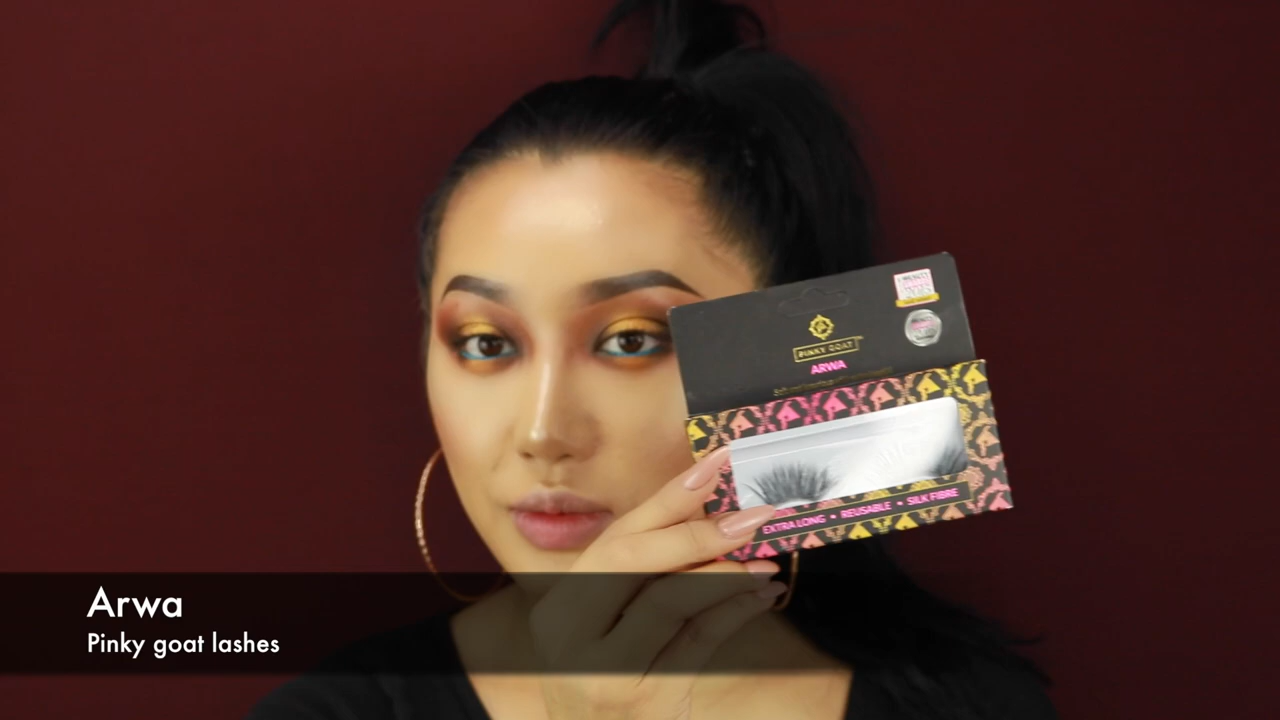 PINKY GOAT
ARWA
EXTRA LONG • REUSABLE • SILK FIBRE
Arwa
Pinky goat lashes